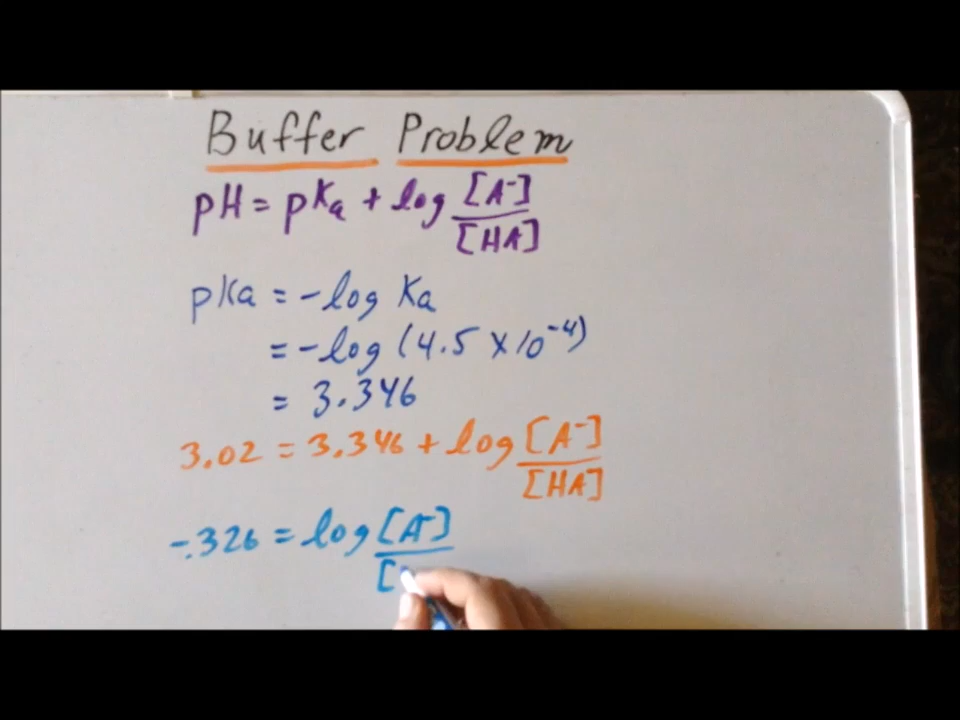 Buffer Problem
pH = pKa + log [A⁻]/[HA]
pKa = -log Ka
= -log (4.5 x 10⁻⁴)
= 3.346
3.02 = 3.346 + log [A⁻]/[HA]
-.326 = log [A⁻]/[